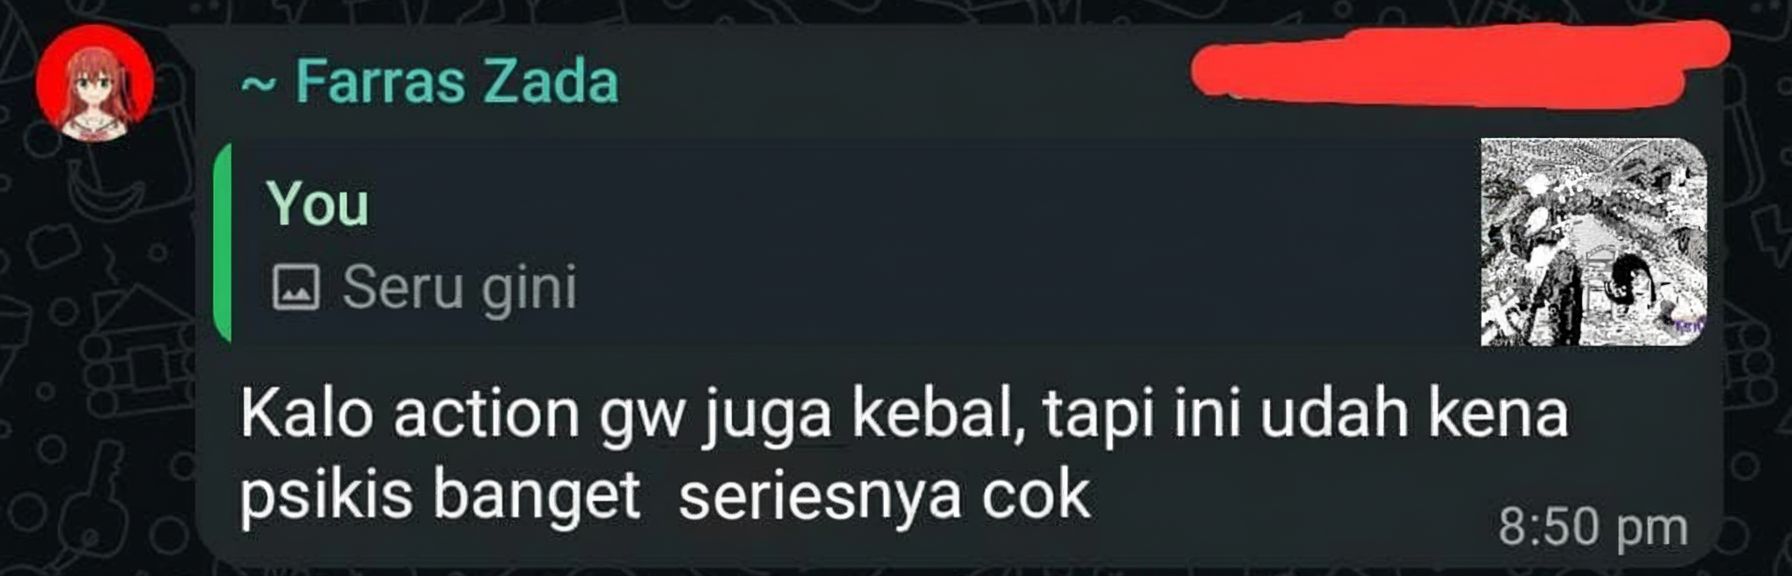 ~ Farras Zada
You
Seru gini
Kalo action gw juga kebal, tapi ini udah kena
psikis banget seriesnya cok
8:50 pm